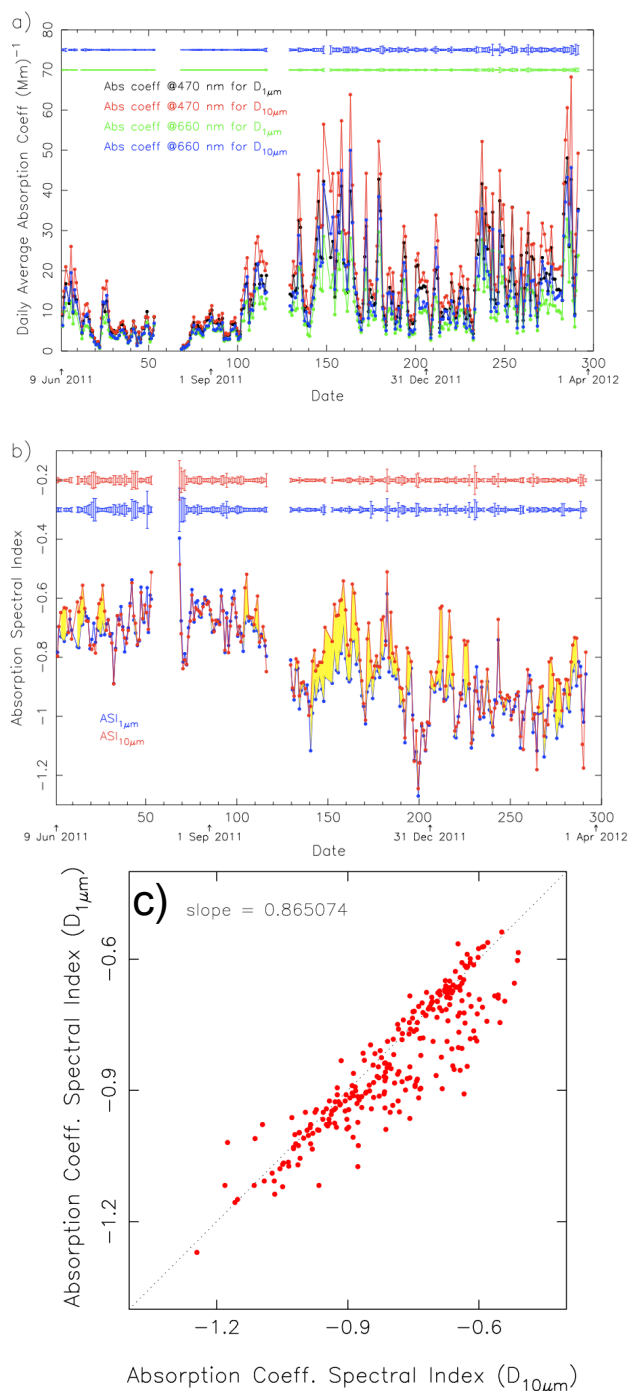 a)
Daily Average Absorption Coeff (Mm)⁻¹
80
70
60
50
40
30
20
10
0
Abs coeff @470 nm for D1μm
Abs coeff @470 nm for D10μm
Abs coeff @660 nm for D1μm
Abs coeff @660 nm for D10μm
50 100 150 200 250 300
9 Jun 2011 1 Sep 2011 31 Dec 2011 1 Apr 2012
Date
b)
Absorption Spectral Index
−0.2
−0.4
−0.6
−0.8
−1
−1.2
ASI1μm
ASI10μm
50 100 150 200 250 300
9 Jun 2011 1 Sep 2011 31 Dec 2011 1 Apr 2012
Date
c)
slope = 0.865074
Absorption Coeff. Spectral Index (D1μm)
−0.6
−0.9
−1.2
−1.2 −0.9 −0.6
Absorption Coeff. Spectral Index (D10μm)